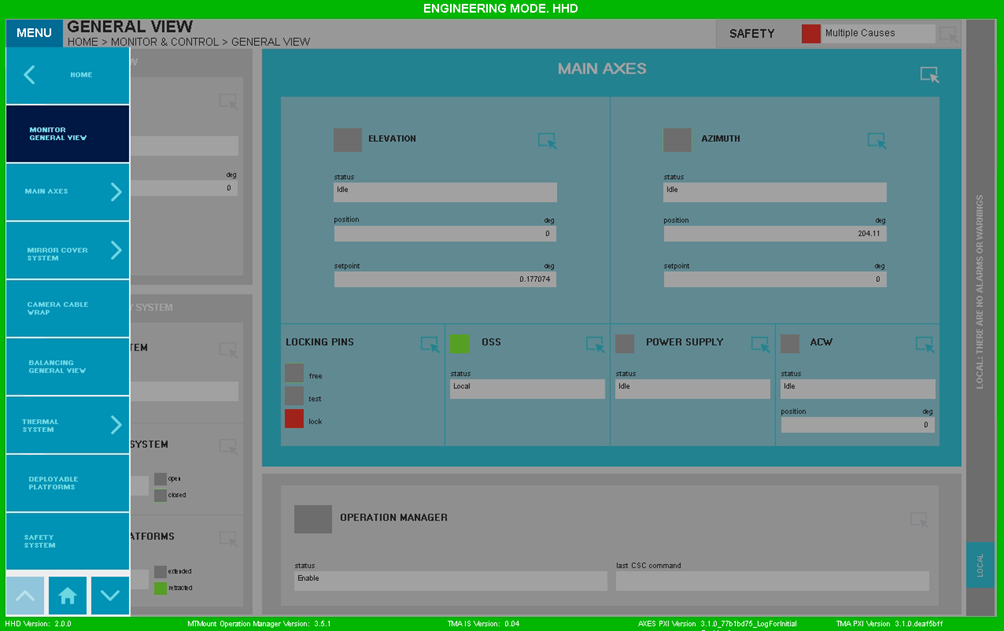 ENGINEERING MODE. HHD
MENU
GENERAL VIEW
HOME > MONITOR & CONTROL > GENERAL VIEW
SAFETY
Multiple Causes
HOME
MONITOR
GENERAL VIEW
MAIN AXES
MIRROR COVER
SYSTEM
CAMERA CABLE
WRAP
BALANCING
GENERAL VIEW
THERMAL
SYSTEM
DEPLOYABLE
PLATFORMS
SAFETY
SYSTEM
W
deg
0
Y SYSTEM
TEM
SYSTEM
open
closed
ATFORMS
extended
retracted
MAIN AXES
ELEVATION
status
Idle
position
deg
0
setpoint
deg
0.177074
AZIMUTH
status
Idle
position
deg
204.11
setpoint
deg
0
LOCKING PINS
free
test
lock
OSS
status
Local
POWER SUPPLY
status
Idle
ACW
status
Idle
position
deg
0
OPERATION MANAGER
status
Enable
last CSC command
LOCAL: THERE ARE NO ALARMS OR WARNINGS
LOCAL
HHD Version: 2.0.0
MTMount Operation Manager Version: 3.5.1
TMA IS Version: 0.04
AXES PXI Version 3.1.0_77b1bd75_LogForInitial
TMA PXI Version 3.1.0.deaf5bff